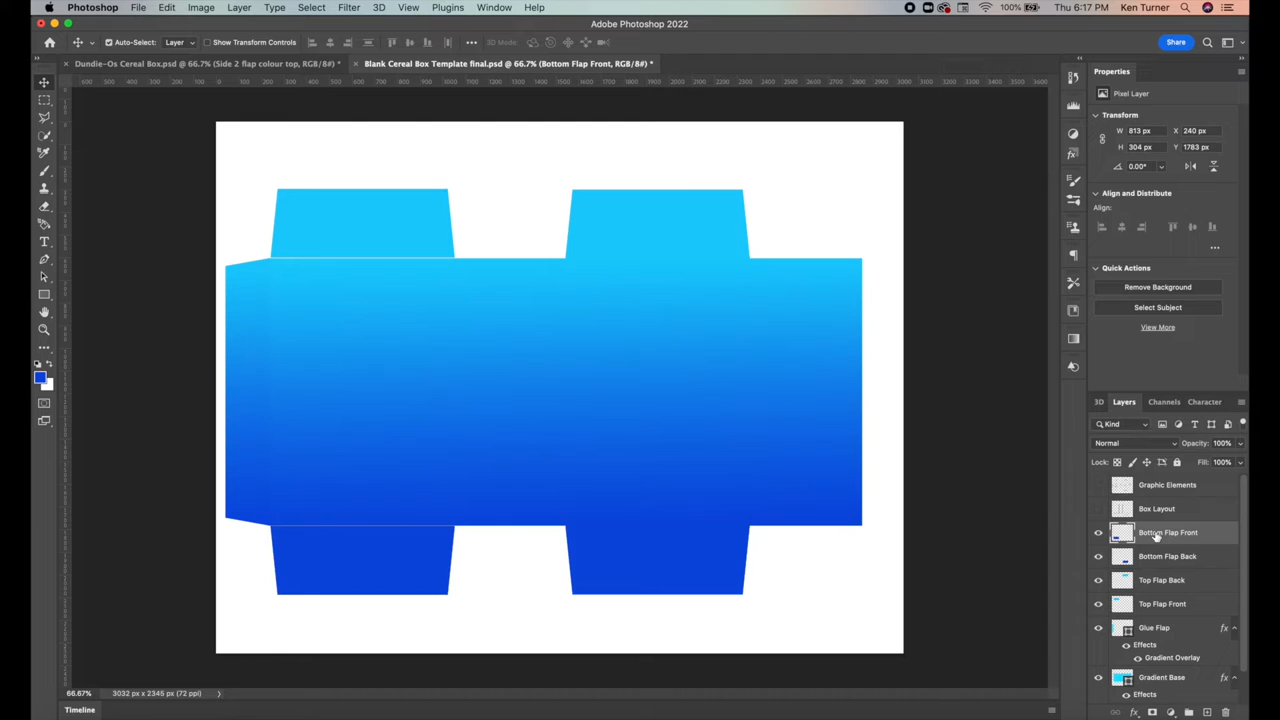 Photoshop File Edit Image Layer Type Select Filter 3D View Plugins Window Help 100% Thu 6:17 PM Ken Turner
Adobe Photoshop 2022
Auto-Select: Layer Show Transform Controls 3D Mode: Share
Dundie-Os Cereal Box.psd @ 66.7% (Side 2 flap colour top, RGB/8#) *
Blank Cereal Box Template final.psd @ 66.7% (Bottom Flap Front, RGB/8#) *
Properties
Pixel Layer
Transform
W 813 px X 240 px
H 304 px Y 1783 px
0.00°
Align and Distribute
Align:
Quick Actions
Remove Background
Select Subject
View More
3D Layers Channels Character
Kind
Normal Opacity: 100%
Lock: Fill: 100%
Graphic Elements
Box Layout
Bottom Flap Front
Bottom Flap Back
Top Flap Back
Top Flap Front
Glue Flap fx
Effects
Gradient Overlay
Gradient Base fx
Effects
66.67% 3032 px x 2345 px (72 ppi)
Timeline